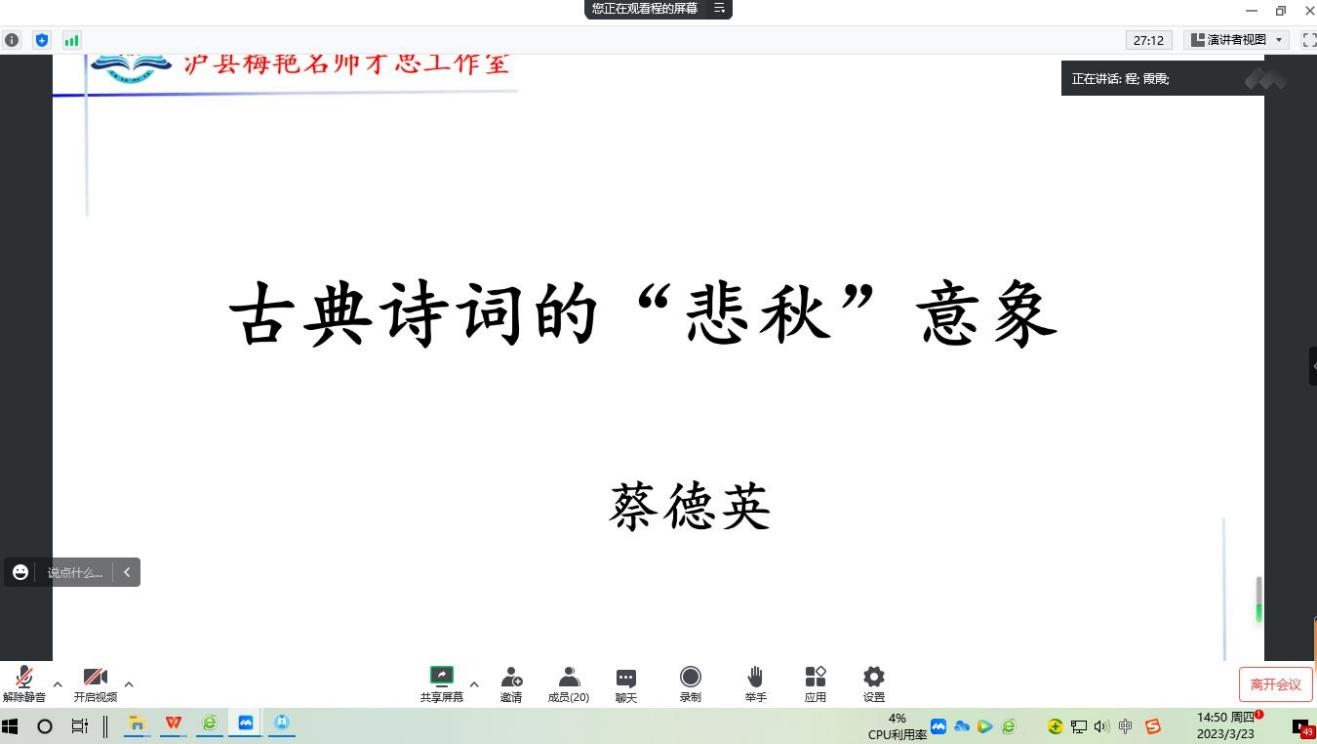 您正在观看程的屏幕
27:12
演讲者视图
泸县梅艳名师才思工作室
正在讲话: 程; 霞霞;
古典诗词的“悲秋”意象
蔡德英
说点什么...
解除静音
开启视频
共享屏幕
邀请
成员(20)
聊天
录制
举手
应用
设置
离开会议
4%
CPU利用率
中
14:50 周四
2023/3/23
49